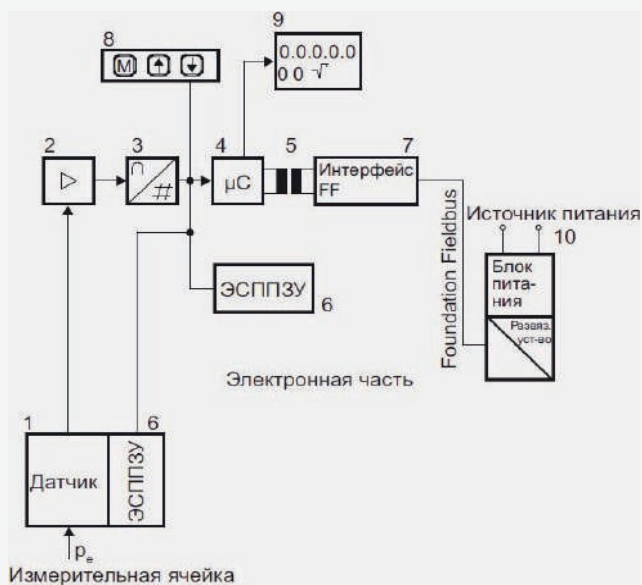 9
8
M
0.0.0.0.0
0 0 √
2
3
4
5
7
∩
#
µC
Интерфейс
FF
Источник питания
10
Блок
пита-
ния
Развяз.
уст-во
Foundation Fieldbus
ЭСППЗУ
6
Электронная часть
1
6
Датчик
ЭСППЗУ
pe
Измерительная ячейка